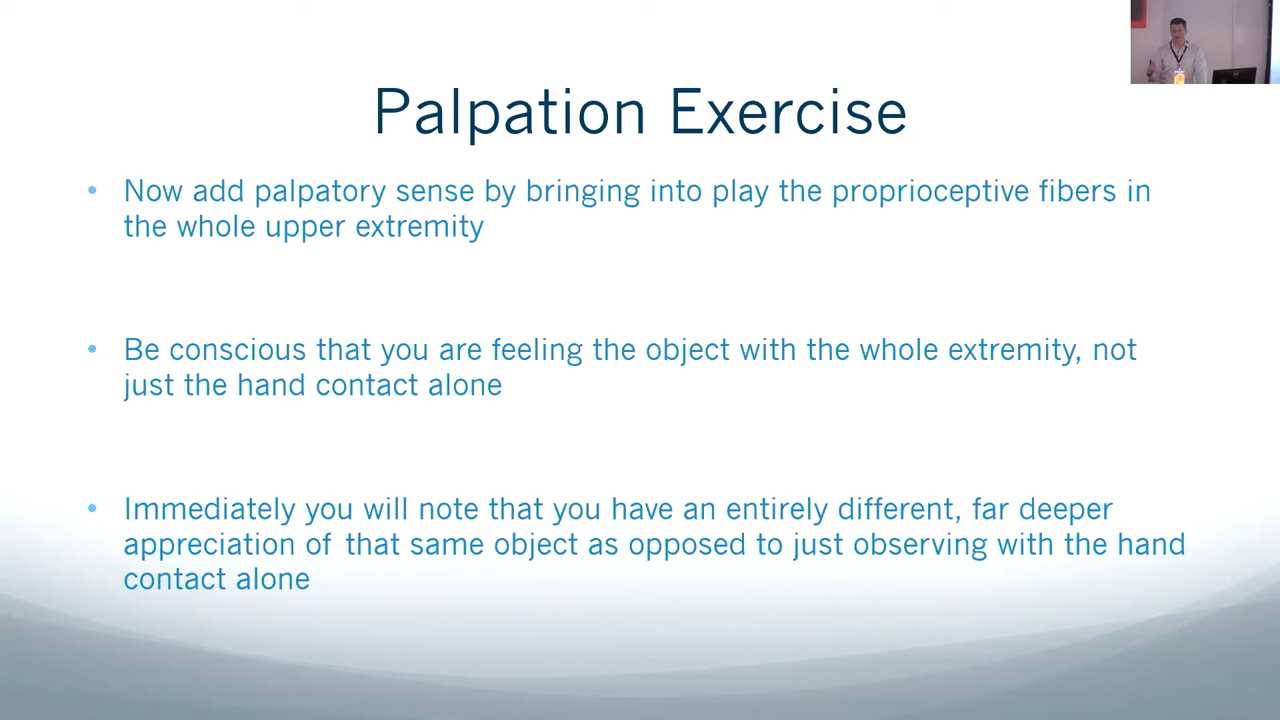 Palpation Exercise
• Now add palpatory sense by bringing into play the proprioceptive fibers in
the whole upper extremity
• Be conscious that you are feeling the object with the whole extremity, not
just the hand contact alone
• Immediately you will note that you have an entirely different, far deeper
appreciation of that same object as opposed to just observing with the hand
contact alone